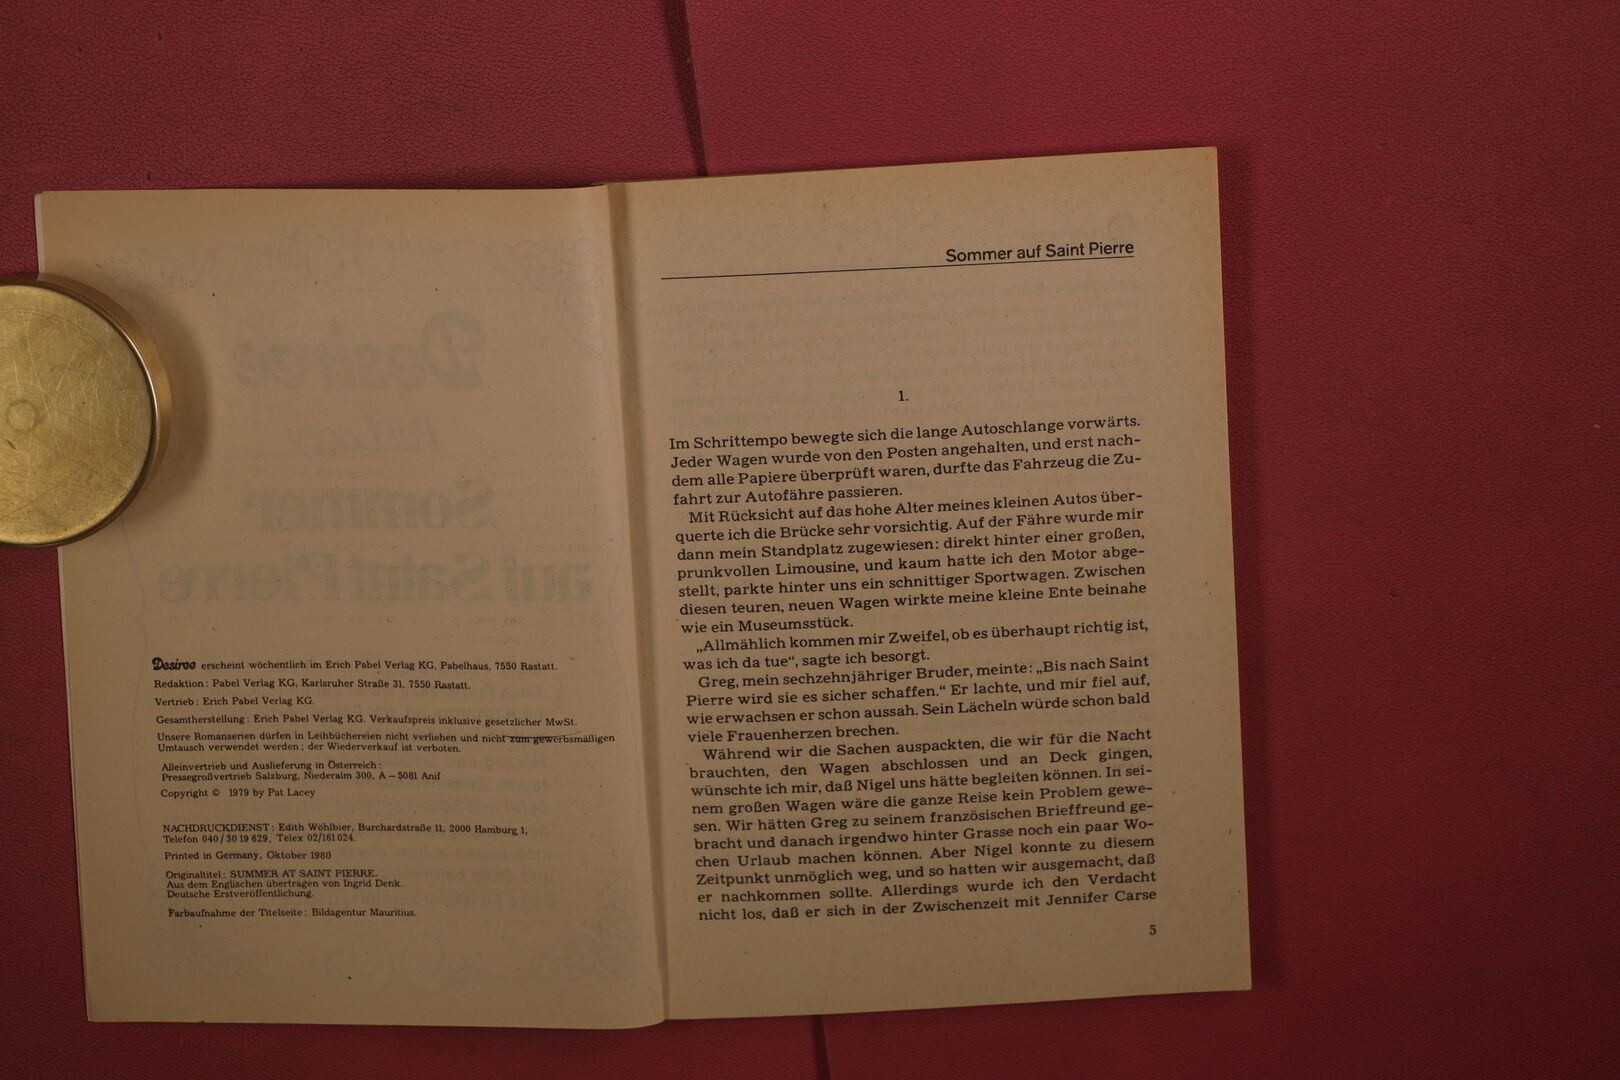 Desiree erscheint wöchentlich im Erich Pabel Verlag KG, Pabelhaus, 7550 Rastatt.
Redaktion: Pabel Verlag KG, Karlsruher Straße 31, 7550 Rastatt.
Vertrieb: Erich Pabel Verlag KG.
Gesamtherstellung: Erich Pabel Verlag KG. Verkaufspreis inklusive gesetzlicher MwSt.
Unsere Romanserien dürfen in Leihbüchereien nicht verliehen und nicht zum gewerbsmäßigen
Umtausch verwendet werden; der Wiederverkauf ist verboten.
Alleinvertrieb und Auslieferung in Österreich:
Pressegroßvertrieb Salzburg, Niederalm 300, A – 5081 Anif
Copyright © 1979 by Pat Lacey
NACHDRUCKDIENST: Edith Wöhlbier, Burchardstraße 11, 2000 Hamburg 1,
Telefon 040/30 19 629, Telex 02/161 024.
Printed in Germany, Oktober 1980
Originaltitel: SUMMER AT SAINT PIERRE.
Aus dem Englischen übertragen von Ingrid Denk.
Deutsche Erstveröffentlichung.
Farbaufnahme der Titelseite: Bildagentur Mauritius.
Sommer auf Saint Pierre
1.
Im Schrittempo bewegte sich die lange Autoschlange vorwärts.
Jeder Wagen wurde von den Posten angehalten, und erst nach-
dem alle Papiere überprüft waren, durfte das Fahrzeug die Zu-
fahrt zur Autofähre passieren.
Mit Rücksicht auf das hohe Alter meines kleinen Autos über-
querte ich die Brücke sehr vorsichtig. Auf der Fähre wurde mir
dann mein Standplatz zugewiesen: direkt hinter einer großen,
prunkvollen Limousine, und kaum hatte ich den Motor abge-
stellt, parkte hinter uns ein schnittiger Sportwagen. Zwischen
diesen teuren, neuen Wagen wirkte meine kleine Ente beinahe
wie ein Museumsstück.
„Allmählich kommen mir Zweifel, ob es überhaupt richtig ist,
was ich da tue“, sagte ich besorgt.
Greg, mein sechzehnjähriger Bruder, meinte: „Bis nach Saint
Pierre wird sie es sicher schaffen.“ Er lachte, und mir fiel auf,
wie erwachsen er schon aussah. Sein Lächeln würde schon bald
viele Frauenherzen brechen.
Während wir die Sachen auspackten, die wir für die Nacht
brauchten, den Wagen abschlossen und an Deck gingen,
wünschte ich mir, daß Nigel uns hätte begleiten können. In sei-
nem großen Wagen wäre die ganze Reise kein Problem gewe-
sen. Wir hätten Greg zu seinem französischen Brieffreund ge-
bracht und danach irgendwo hinter Grasse noch ein paar Wo-
chen Urlaub machen können. Aber Nigel konnte zu diesem
Zeitpunkt unmöglich weg, und so hatten wir ausgemacht, daß
er nachkommen sollte. Allerdings wurde ich den Verdacht
nicht los, daß er sich in der Zwischenzeit mit Jennifer Carse
5